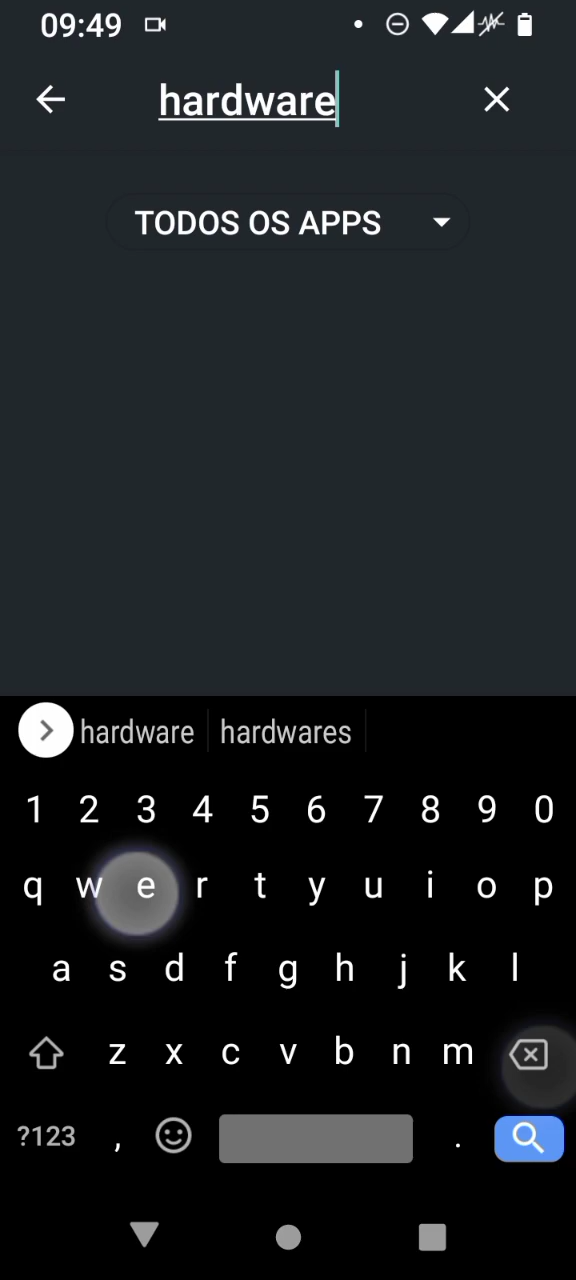 09:49
hardware
TODOS OS APPS
hardware hardwares
1 2 3 4 5 6 7 8 9 0
q w e r t y u i o p
a s d f g h j k l
z x c v b n m
?123 , .